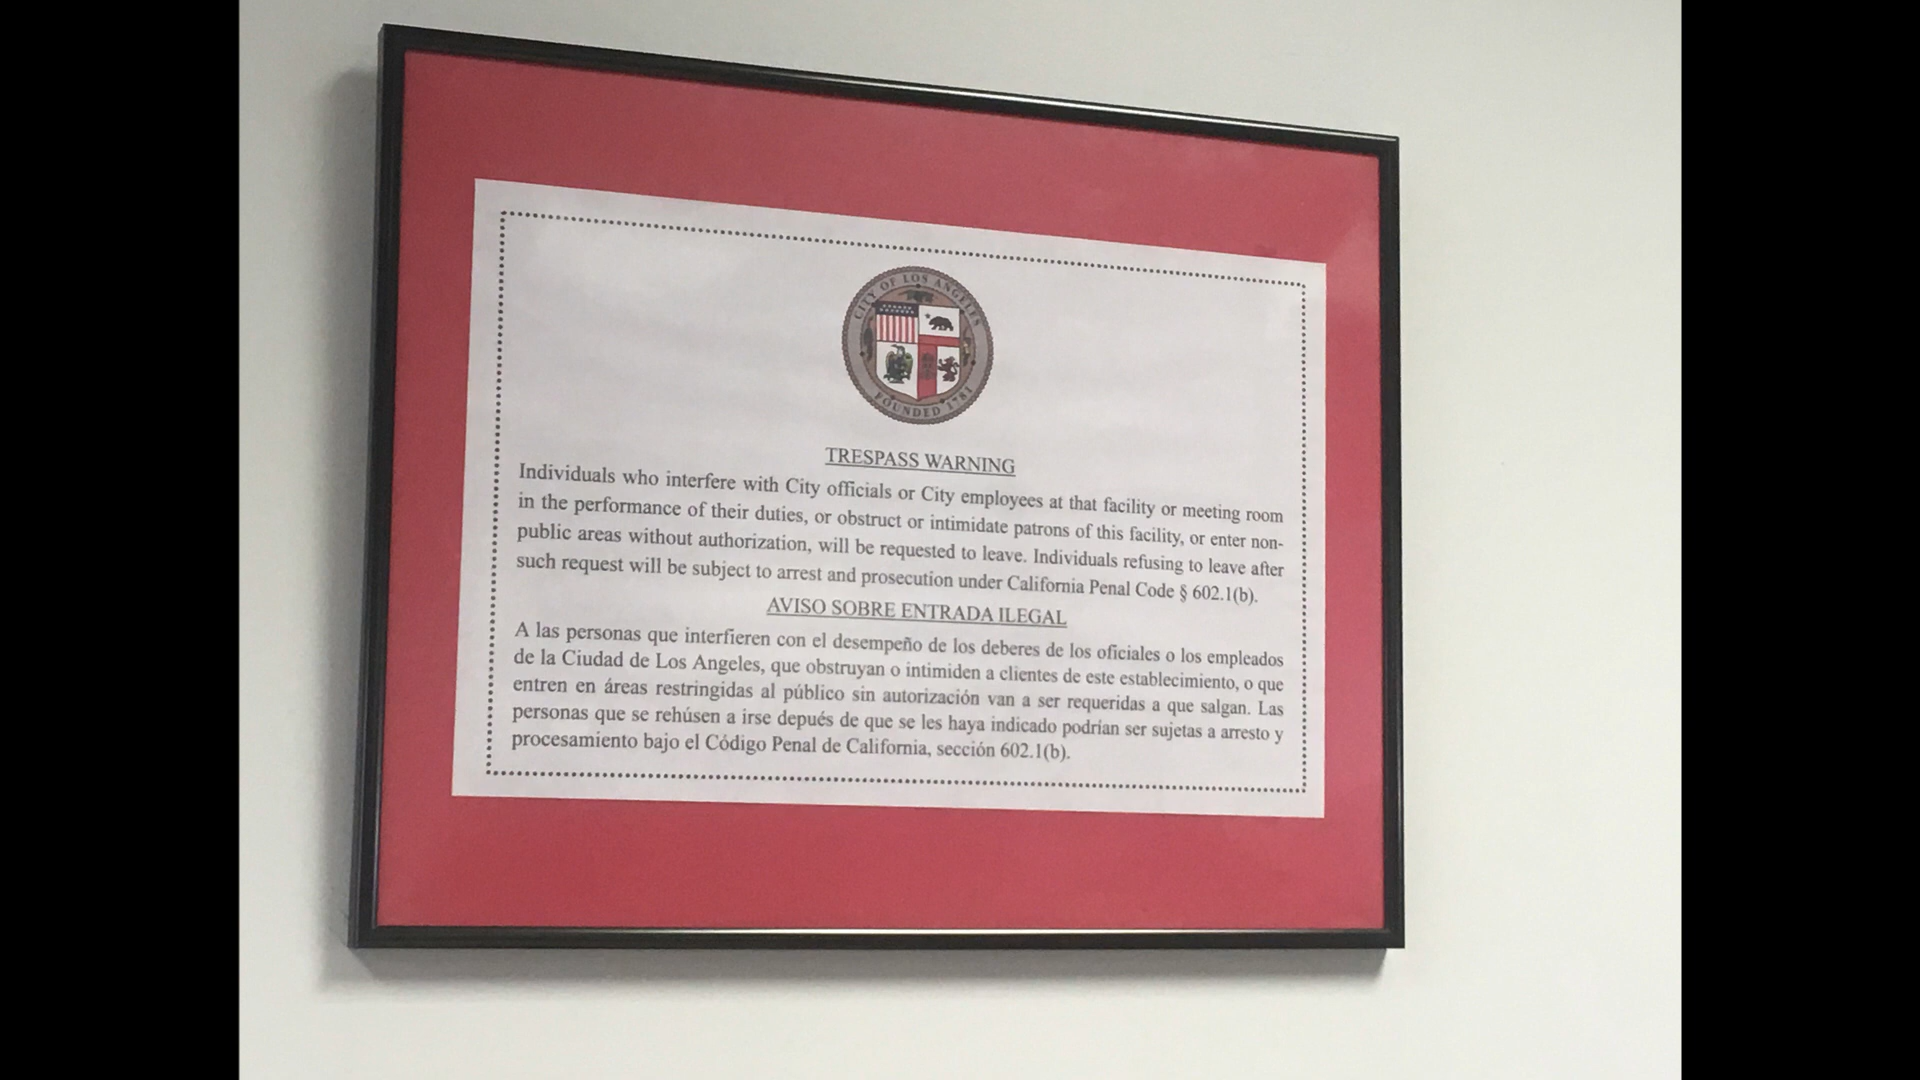 CITY OF LOS ANGELES
FOUNDED 1781
TRESPASS WARNING
Individuals who interfere with City officials or City employees at that facility or meeting room
in the performance of their duties, or obstruct or intimidate patrons of this facility, or enter non-
public areas without authorization, will be requested to leave. Individuals refusing to leave after
such request will be subject to arrest and prosecution under California Penal Code § 602.1(b).
AVISO SOBRE ENTRADA ILEGAL
A las personas que interfieren con el desempeño de los deberes de los oficiales o los empleados
de la Ciudad de Los Angeles, que obstruyan o intimiden a clientes de este establecimiento, o que
entren en áreas restringidas al público sin autorización van a ser requeridas a que salgan. Las
personas que se rehúsen a irse depués de que se les haya indicado podrían ser sujetas a arresto y
procesamiento bajo el Código Penal de California, sección 602.1(b).